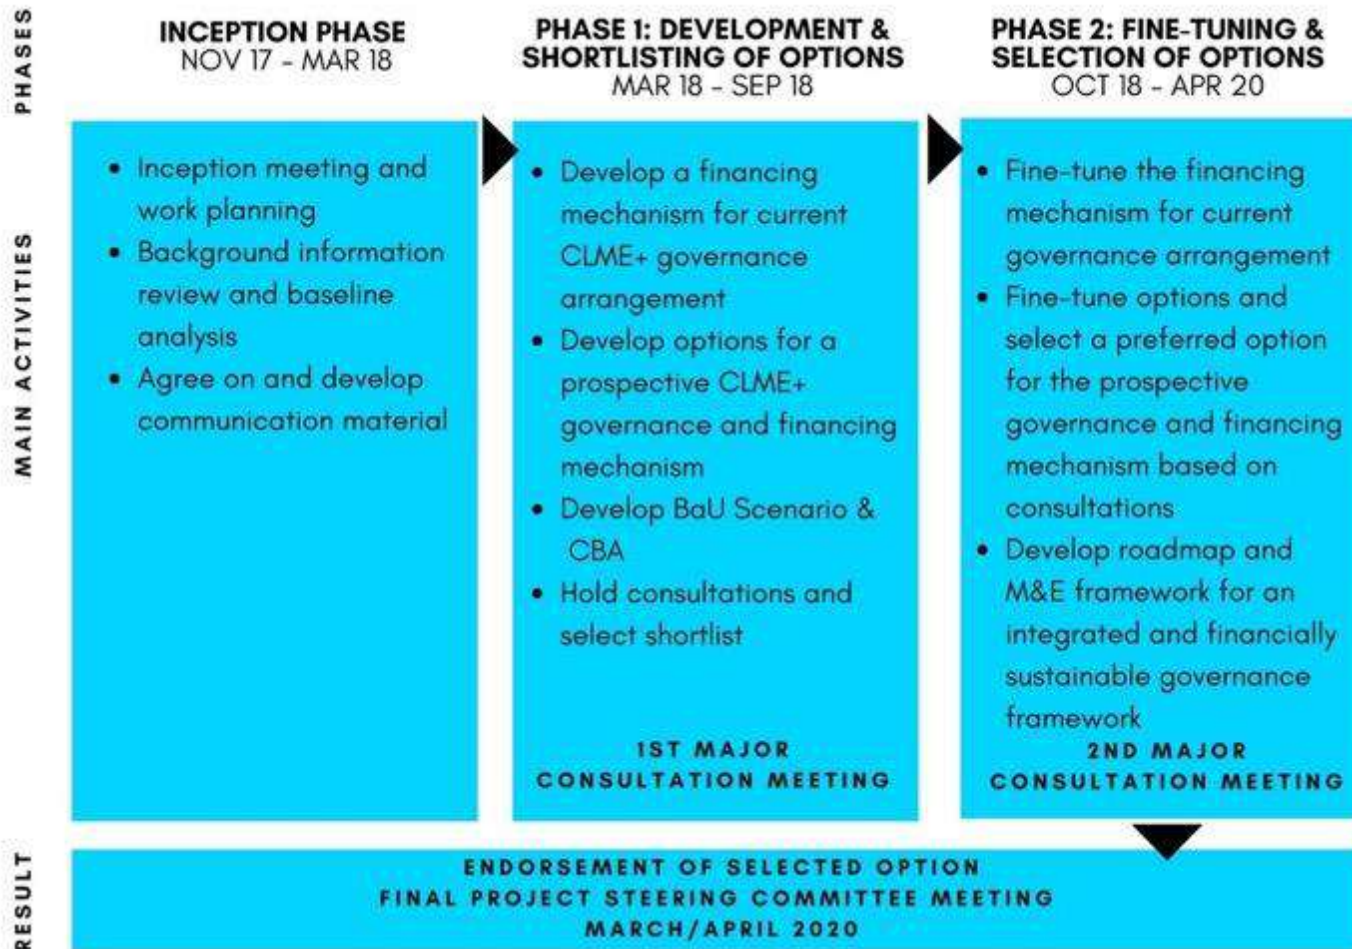 PHASES
INCEPTION PHASE
NOV 17 - MAR 18
PHASE 1: DEVELOPMENT &
SHORTLISTING OF OPTIONS
MAR 18 - SEP 18
PHASE 2: FINE-TUNING &
SELECTION OF OPTIONS
OCT 18 - APR 20
MAIN ACTIVITIES
• Inception meeting and
work planning
• Background information
review and baseline
analysis
• Agree on and develop
communication material
• Develop a financing
mechanism for current
CLME+ governance
arrangement
• Develop options for a
prospective CLME+
governance and financing
mechanism
• Develop BaU Scenario &
CBA
• Hold consultations and
select shortlist
1ST MAJOR
CONSULTATION MEETING
• Fine-tune the financing
mechanism for current
governance arrangement
• Fine-tune options and
select a preferred option
for the prospective
governance and financing
mechanism based on
consultations
• Develop roadmap and
M&E framework for an
integrated and financially
sustainable governance
framework
2ND MAJOR
CONSULTATION MEETING
RESULT
ENDORSEMENT OF SELECTED OPTION
FINAL PROJECT STEERING COMMITTEE MEETING
MARCH/APRIL 2020